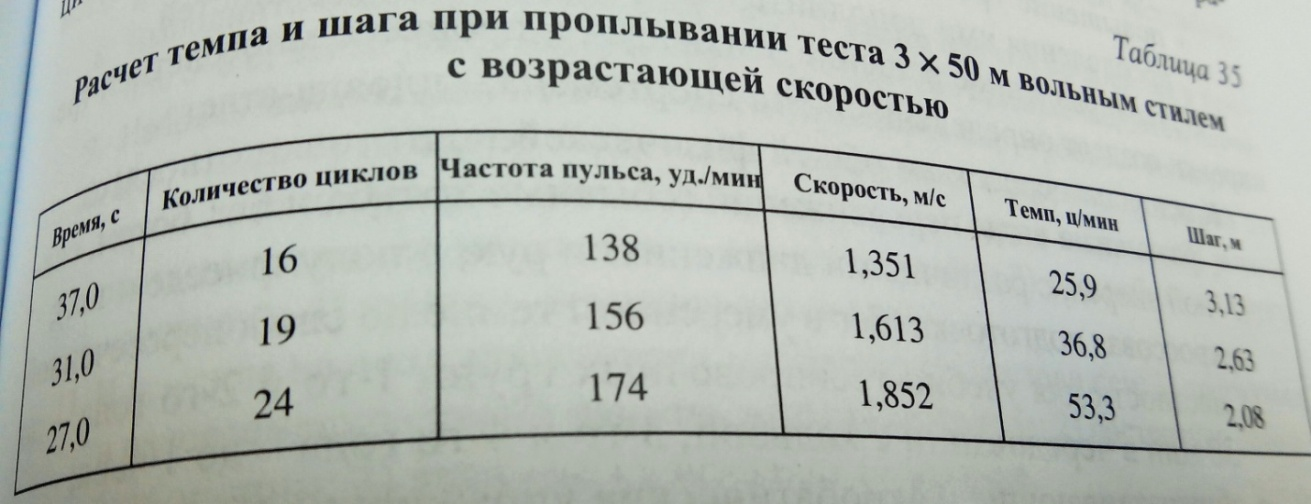 Таблица 35
Расчет темпа и шага при проплывании теста 3 × 50 м вольным стилем
с возрастающей скоростью
Время, с Количество циклов Частота пульса, уд./мин Скорость, м/с Темп, ц/мин Шаг, м
37,0 16 138 1,351 25,9 3,13
31,0 19 156 1,613 36,8 2,63
27,0 24 174 1,852 53,3 2,08